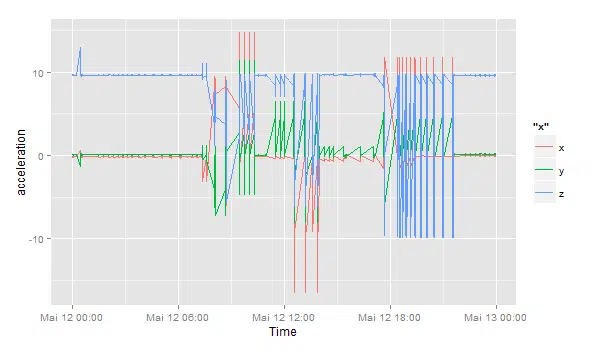 acceleration
10
0
-10
Mai 12 00:00
Mai 12 06:00
Mai 12 12:00
Mai 12 18:00
Mai 13 00:00
Time
"x"
x
y
z